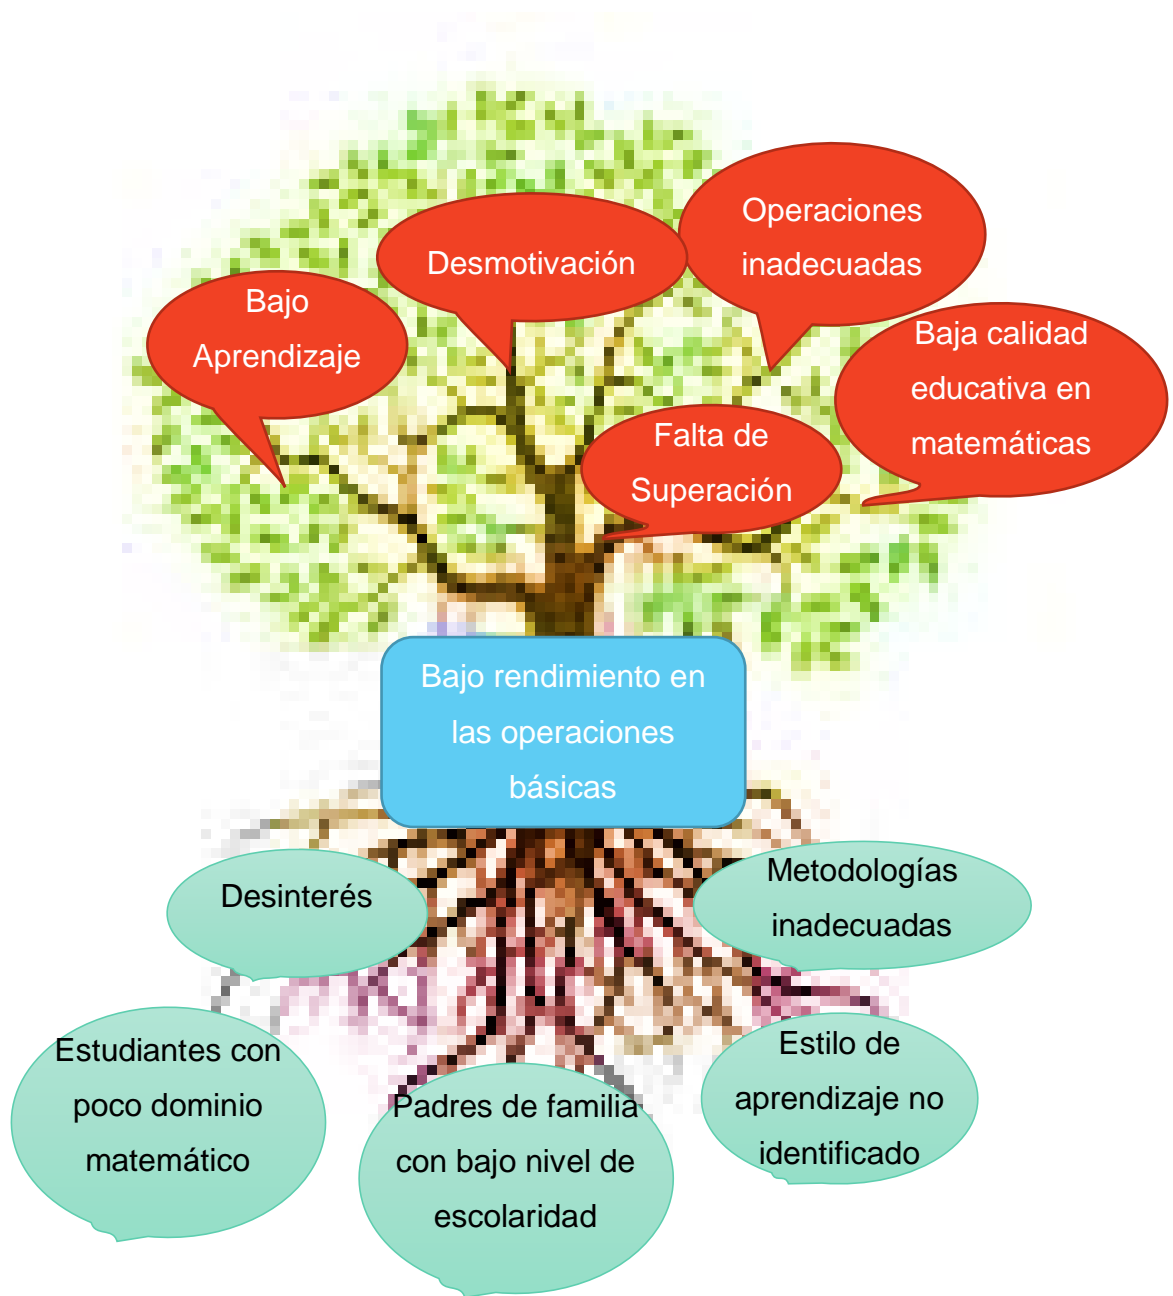 Operaciones
inadecuadas
Desmotivación
Bajo
Aprendizaje
Baja calidad
educativa en
matemáticas
Falta de
Superación
Bajo rendimiento en
las operaciones
básicas
Desinterés
Metodologías
inadecuadas
Estudiantes con
poco dominio
matemático
Padres de familia
con bajo nivel de
escolaridad
Estilo de
aprendizaje no
identificado